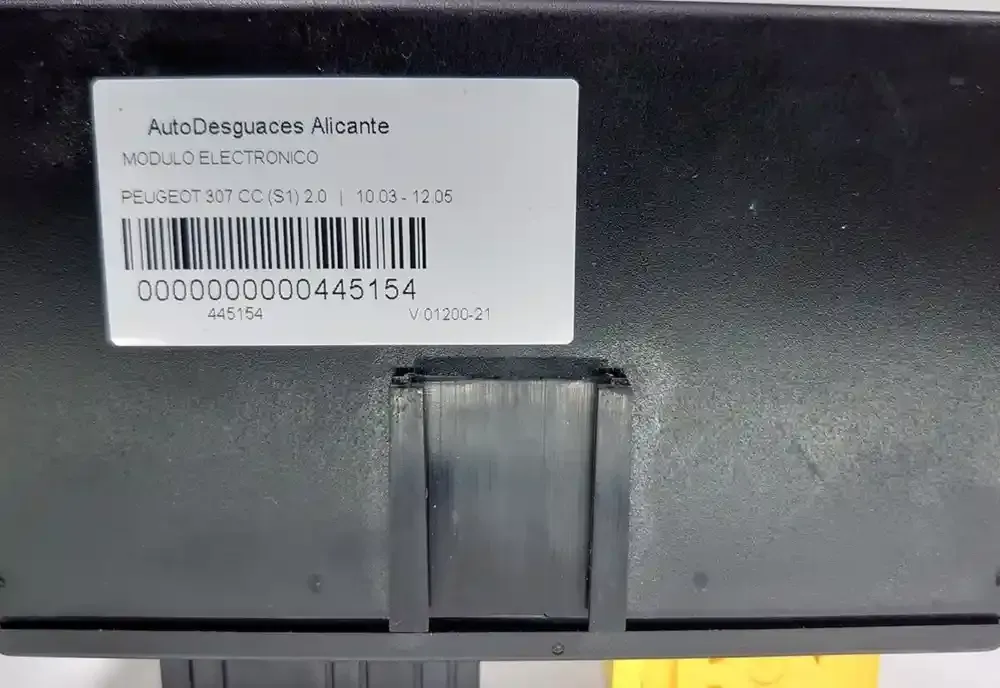 AutoDesguaces Alicante
MODULO ELECTRONICO
PEUGEOT 307 CC (S1) 2.0 | 10.03 - 12.05
0000000000445154
445154 V 01200-21